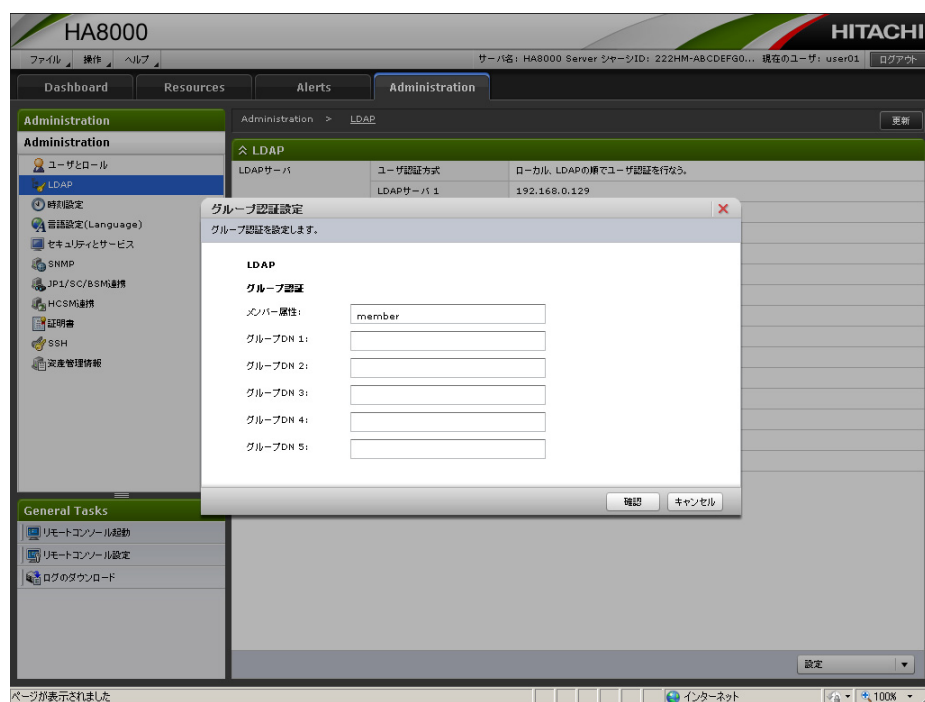 HA8000
HITACHI
ファイル 操作 ヘルプ
サーバ名: HA8000 Server シャーシID: 222HM-ABCDEFG0... 現在のユーザ: user01 ログアウト
Dashboard Resources Alerts Administration
Administration
Administration > LDAP
更新
Administration
LDAP
ユーザとロール
LDAPサーバ ユーザ認証方式 ローカル、LDAPの順でユーザ認証を行なう。
LDAP
LDAPサーバ 1 192.168.0.129
時刻設定
言語設定(Language)
セキュリティとサービス
SNMP
JP1/SC/BSM連携
HCSM連携
証明書
SSH
資産管理情報
グループ認証設定
グループ認証を設定します。
LDAP
グループ認証
メンバー属性: member
グループDN 1:
グループDN 2:
グループDN 3:
グループDN 4:
グループDN 5:
確認 キャンセル
General Tasks
リモートコンソール起動
リモートコンソール設定
ログのダウンロード
設定
ページが表示されました
インターネット
100%